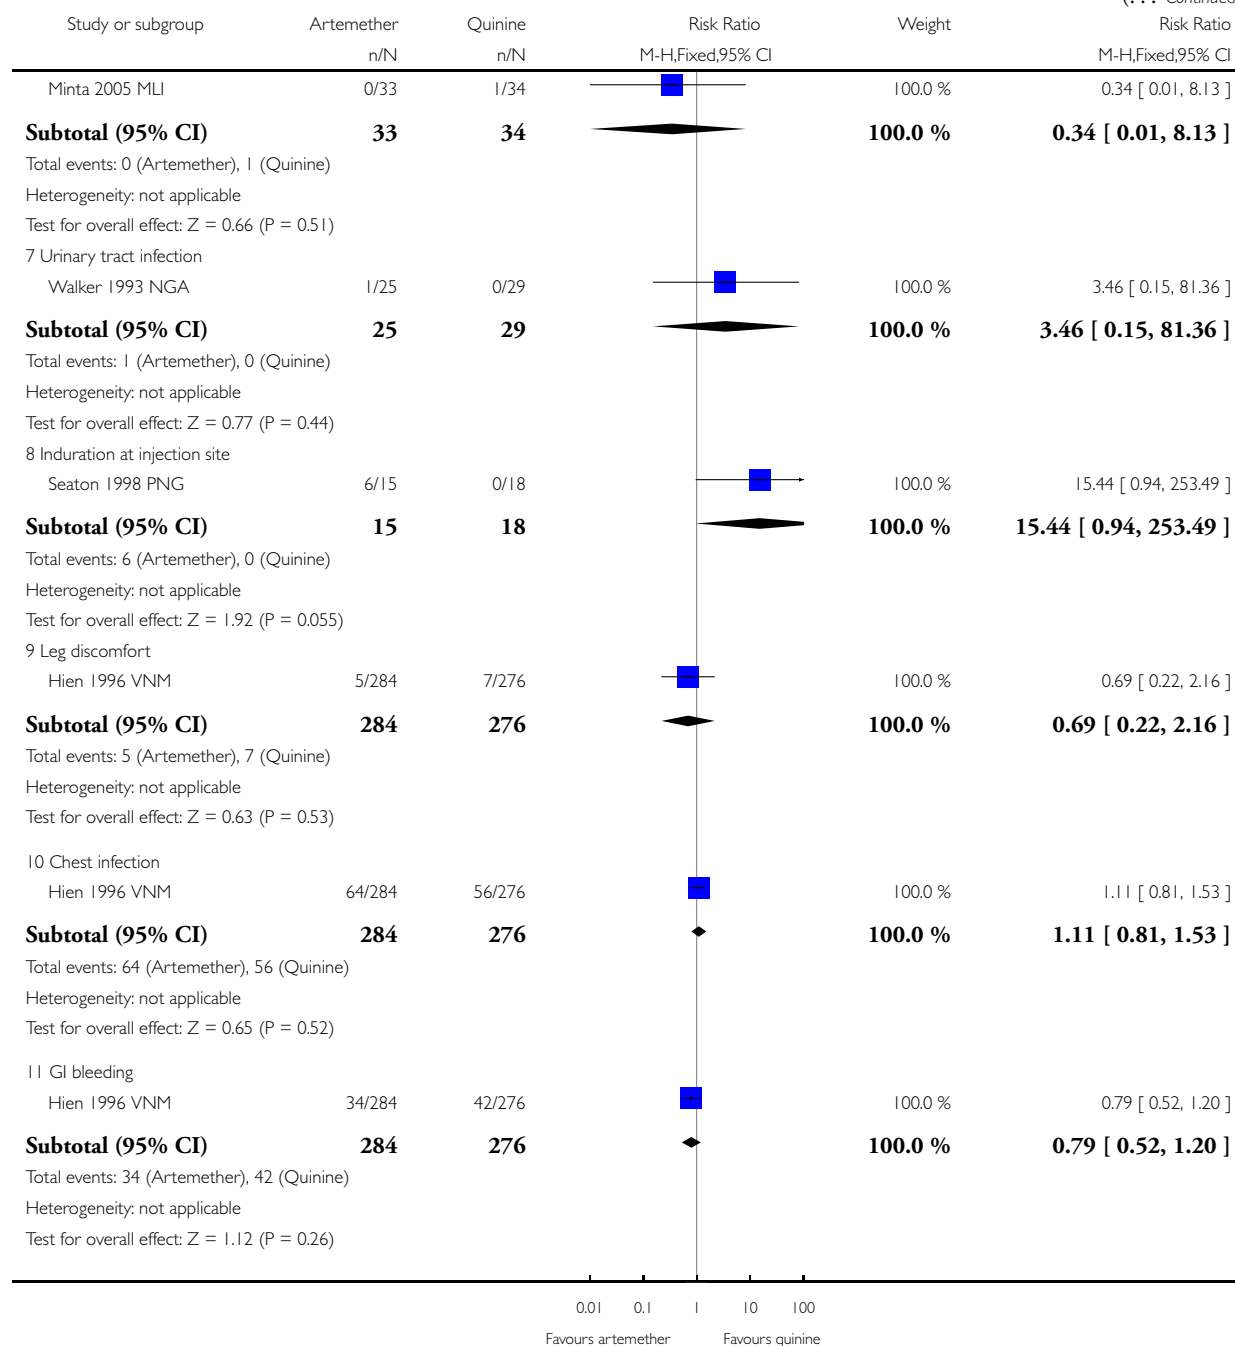 (. . . Continued
Study or subgroup Artemether Quinine Risk Ratio Weight Risk Ratio
n/N n/N M-H,Fixed,95% CI M-H,Fixed,95% CI
Minta 2005 MLI 0/33 1/34 100.0 % 0.34 [ 0.01, 8.13 ]
Subtotal (95% CI) 33 34 100.0 % 0.34 [ 0.01, 8.13 ]
Total events: 0 (Artemether), 1 (Quinine)
Heterogeneity: not applicable
Test for overall effect: Z = 0.66 (P = 0.51)
7 Urinary tract infection
Walker 1993 NGA 1/25 0/29 100.0 % 3.46 [ 0.15, 81.36 ]
Subtotal (95% CI) 25 29 100.0 % 3.46 [ 0.15, 81.36 ]
Total events: 1 (Artemether), 0 (Quinine)
Heterogeneity: not applicable
Test for overall effect: Z = 0.77 (P = 0.44)
8 Induration at injection site
Seaton 1998 PNG 6/15 0/18 100.0 % 15.44 [ 0.94, 253.49 ]
Subtotal (95% CI) 15 18 100.0 % 15.44 [ 0.94, 253.49 ]
Total events: 6 (Artemether), 0 (Quinine)
Heterogeneity: not applicable
Test for overall effect: Z = 1.92 (P = 0.055)
9 Leg discomfort
Hien 1996 VNM 5/284 7/276 100.0 % 0.69 [ 0.22, 2.16 ]
Subtotal (95% CI) 284 276 100.0 % 0.69 [ 0.22, 2.16 ]
Total events: 5 (Artemether), 7 (Quinine)
Heterogeneity: not applicable
Test for overall effect: Z = 0.63 (P = 0.53)
10 Chest infection
Hien 1996 VNM 64/284 56/276 100.0 % 1.11 [ 0.81, 1.53 ]
Subtotal (95% CI) 284 276 100.0 % 1.11 [ 0.81, 1.53 ]
Total events: 64 (Artemether), 56 (Quinine)
Heterogeneity: not applicable
Test for overall effect: Z = 0.65 (P = 0.52)
11 GI bleeding
Hien 1996 VNM 34/284 42/276 100.0 % 0.79 [ 0.52, 1.20 ]
Subtotal (95% CI) 284 276 100.0 % 0.79 [ 0.52, 1.20 ]
Total events: 34 (Artemether), 42 (Quinine)
Heterogeneity: not applicable
Test for overall effect: Z = 1.12 (P = 0.26)
0.01 0.1 1 10 100
Favours artemether Favours quinine